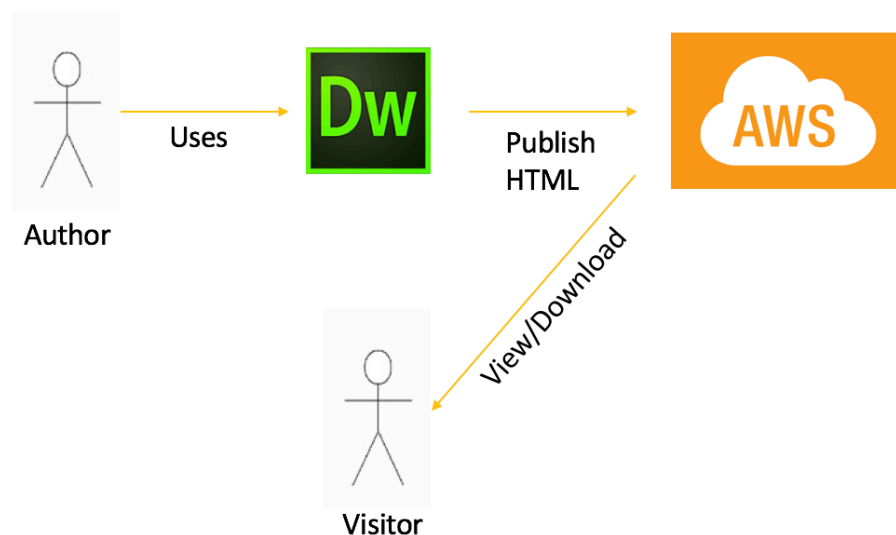 Dw
AWS
Uses
Publish
HTML
Author
View/Download
Visitor